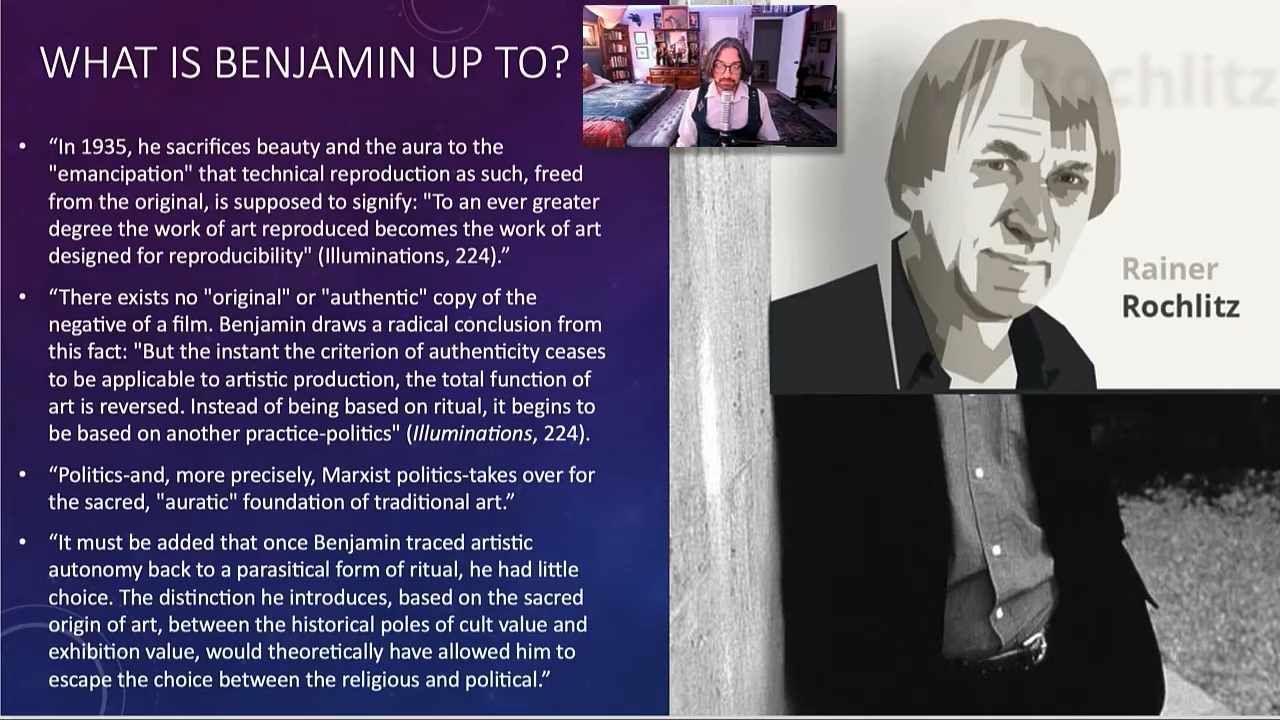 WHAT IS BENJAMIN UP TO?
• “In 1935, he sacrifices beauty and the aura to the
"emancipation" that technical reproduction as such, freed
from the original, is supposed to signify: "To an ever greater
degree the work of art reproduced becomes the work of art
designed for reproducibility" (Illuminations, 224).”
• “There exists no "original" or "authentic" copy of the
negative of a film. Benjamin draws a radical conclusion from
this fact: "But the instant the criterion of authenticity ceases
to be applicable to artistic production, the total function of
art is reversed. Instead of being based on ritual, it begins to
be based on another practice-politics" (Illuminations, 224).
• “Politics-and, more precisely, Marxist politics-takes over for
the sacred, "auratic" foundation of traditional art.”
• “It must be added that once Benjamin traced artistic
autonomy back to a parasitical form of ritual, he had little
choice. The distinction he introduces, based on the sacred
origin of art, between the historical poles of cult value and
exhibition value, would theoretically have allowed him to
escape the choice between the religious and political.”
Rochlitz
Rainer
Rochlitz